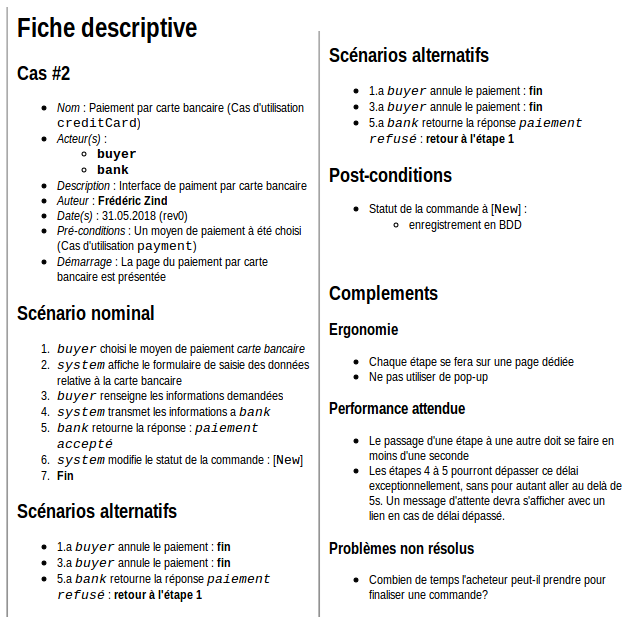 Fiche descriptive
Cas #2
Nom : Paiement par carte bancaire (Cas d'utilisation
creditCard)
Acteur(s) :
buyer
bank
Description : Interface de paiment par carte bancaire
Auteur : Frédéric Zind
Date(s) : 31.05.2018 (rev0)
Pré-conditions : Un moyen de paiement à été choisi
(Cas d'utilisation payment)
Démarrage : La page du paiement par carte
bancaire est présentée
Scénario nominal
1. buyer choisi le moyen de paiement carte bancaire
2. system affiche le formulaire de saisie des données
relative à la carte bancaire
3. buyer renseigne les informations demandées
4. system transmet les informations a bank
5. bank retourne la réponse : paiement
accepté
6. system modifie le statut de la commande : [New]
7. Fin
Scénarios alternatifs
1.a buyer annule le paiement : fin
3.a buyer annule le paiement : fin
5.a bank retourne la réponse paiement
refusé : retour à l'étape 1
Scénarios alternatifs
1.a buyer annule le paiement : fin
3.a buyer annule le paiement : fin
5.a bank retourne la réponse paiement
refusé : retour à l'étape 1
Post-conditions
Statut de la commande à [New] :
enregistrement en BDD
Complements
Ergonomie
Chaque étape se fera sur une page dédiée
Ne pas utiliser de pop-up
Performance attendue
Le passage d'une étape à une autre doit se faire en
moins d'une seconde
Les étapes 4 à 5 pourront dépasser ce délai
exceptionnellement, sans pour autant aller au delà de
5s. Un message d'attente devra s'afficher avec un
lien en cas de délai dépassé.
Problèmes non résolus
Combien de temps l'acheteur peut-il prendre pour
finaliser une commande?